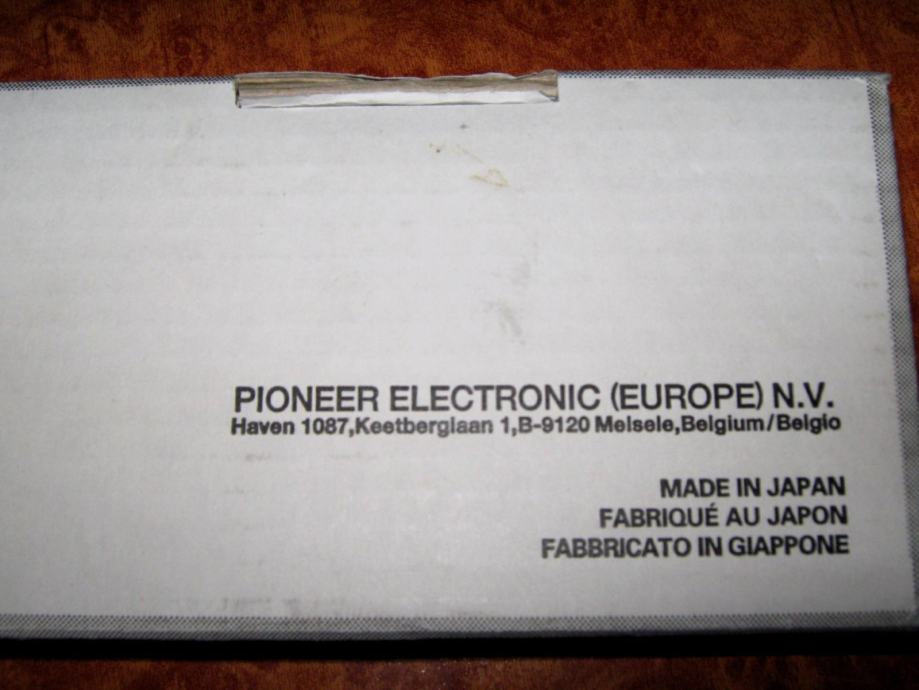 PIONEER ELECTRONIC (EUROPE) N.V.
Haven 1087,Keetberglaan 1,B-9120 Melsele,Belgium/Belgio
MADE IN JAPAN
FABRIQUÉ AU JAPON
FABBRICATO IN GIAPPONE